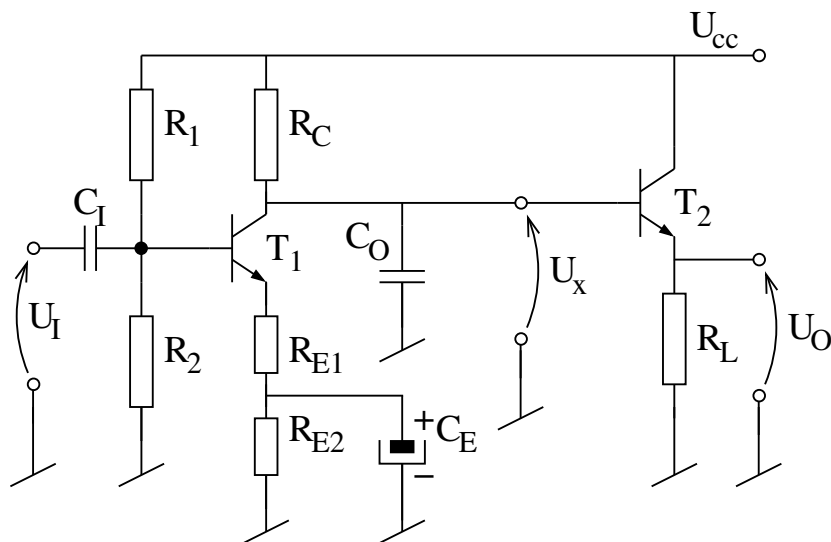 U_cc
R_1
R_C
C_I
T_1
C_O
T_2
U_I
U_x
R_2
R_E1
R_L
U_O
R_E2
+
C_E
−